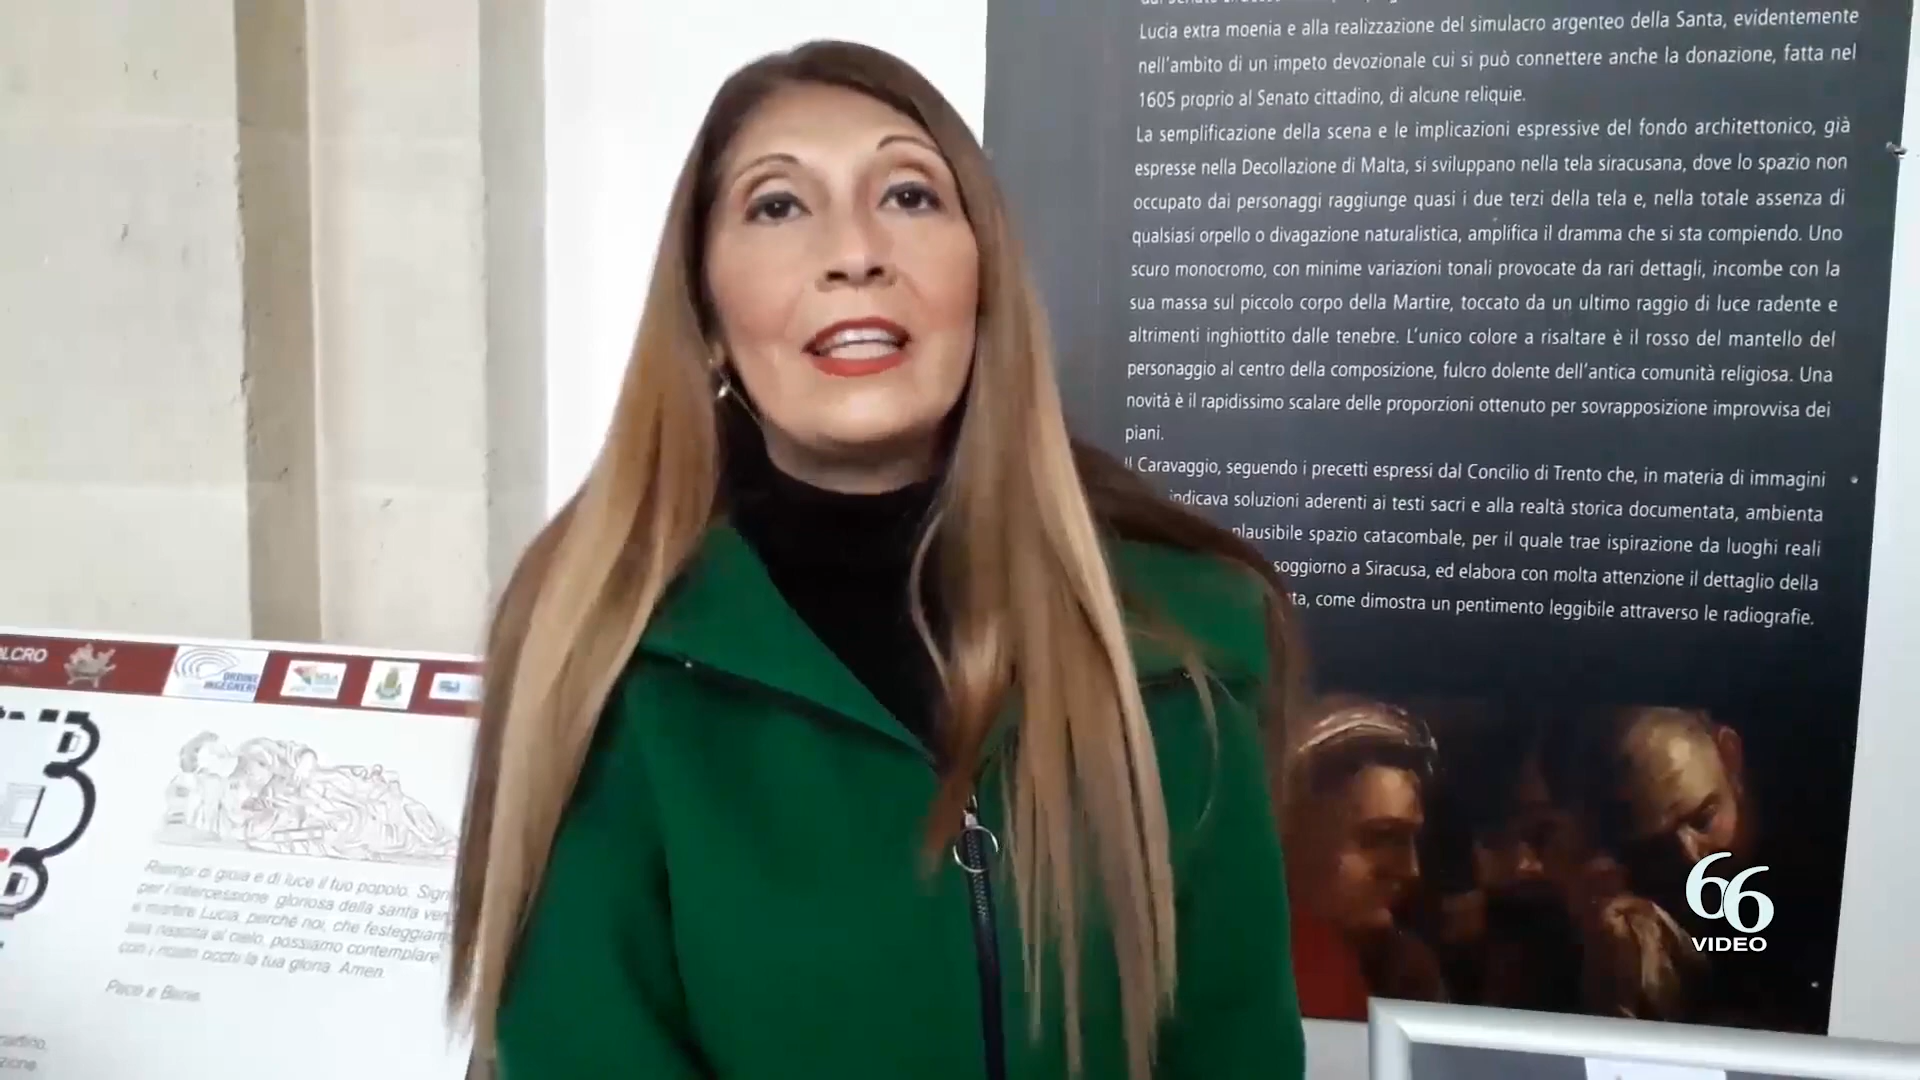 Lucia extra moenia e alla realizzazione del simulacro argenteo della Santa, evidentemente
nell'ambito di un impeto devozionale cui si può connettere anche la donazione, fatta nel
1605 proprio al Senato cittadino, di alcune reliquie.
La semplificazione della scena e le implicazioni espressive del fondo architettonico, già
espresse nella Decollazione di Malta, si sviluppano nella tela siracusana, dove lo spazio non
occupato dai personaggi raggiunge quasi i due terzi della tela e, nella totale assenza di
qualsiasi orpello o divagazione naturalistica, amplifica il dramma che si sta compiendo. Uno
scuro monocromo, con minime variazioni tonali provocate da rari dettagli, incombe con la
sua massa sul piccolo corpo della Martire, toccato da un ultimo raggio di luce radente e
altrimenti inghiottito dalle tenebre. L'unico colore a risaltare è il rosso del mantello del
personaggio al centro della composizione, fulcro dolente dell'antica comunità religiosa. Una
novità è il rapidissimo scalare delle proporzioni ottenuto per sovrapposizione improvvisa dei
piani.
Il Caravaggio, seguendo i precetti espressi dal Concilio di Trento che, in materia di immagini
indicava soluzioni aderenti ai testi sacri e alla realtà storica documentata, ambienta
plausibile spazio catacombale, per il quale trae ispirazione da luoghi reali
soggiorno a Siracusa, ed elabora con molta attenzione il dettaglio della
come dimostra un pentimento leggibile attraverso le radiografie.
ORDINE
INGEGNERI
Riempi di gioia e di luce il tuo popolo, Sign
per l'intercessione gloriosa della santa ver
e martire Lucia, perché noi, che festeggiam
sua nascita al cielo, possiamo contemplare
con i nostri occhi la tua gloria. Amen.
Pace e Bene
66
VIDEO